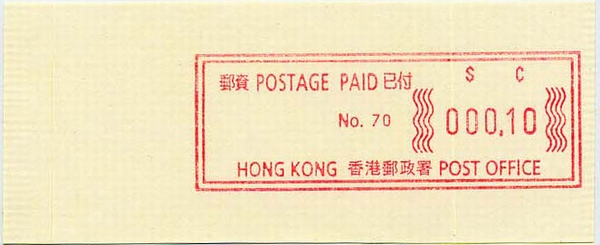 $ ¢
郵資 POSTAGE PAID 已付
No. 70
000,10
HONG KONG 香港郵政署 POST OFFICE